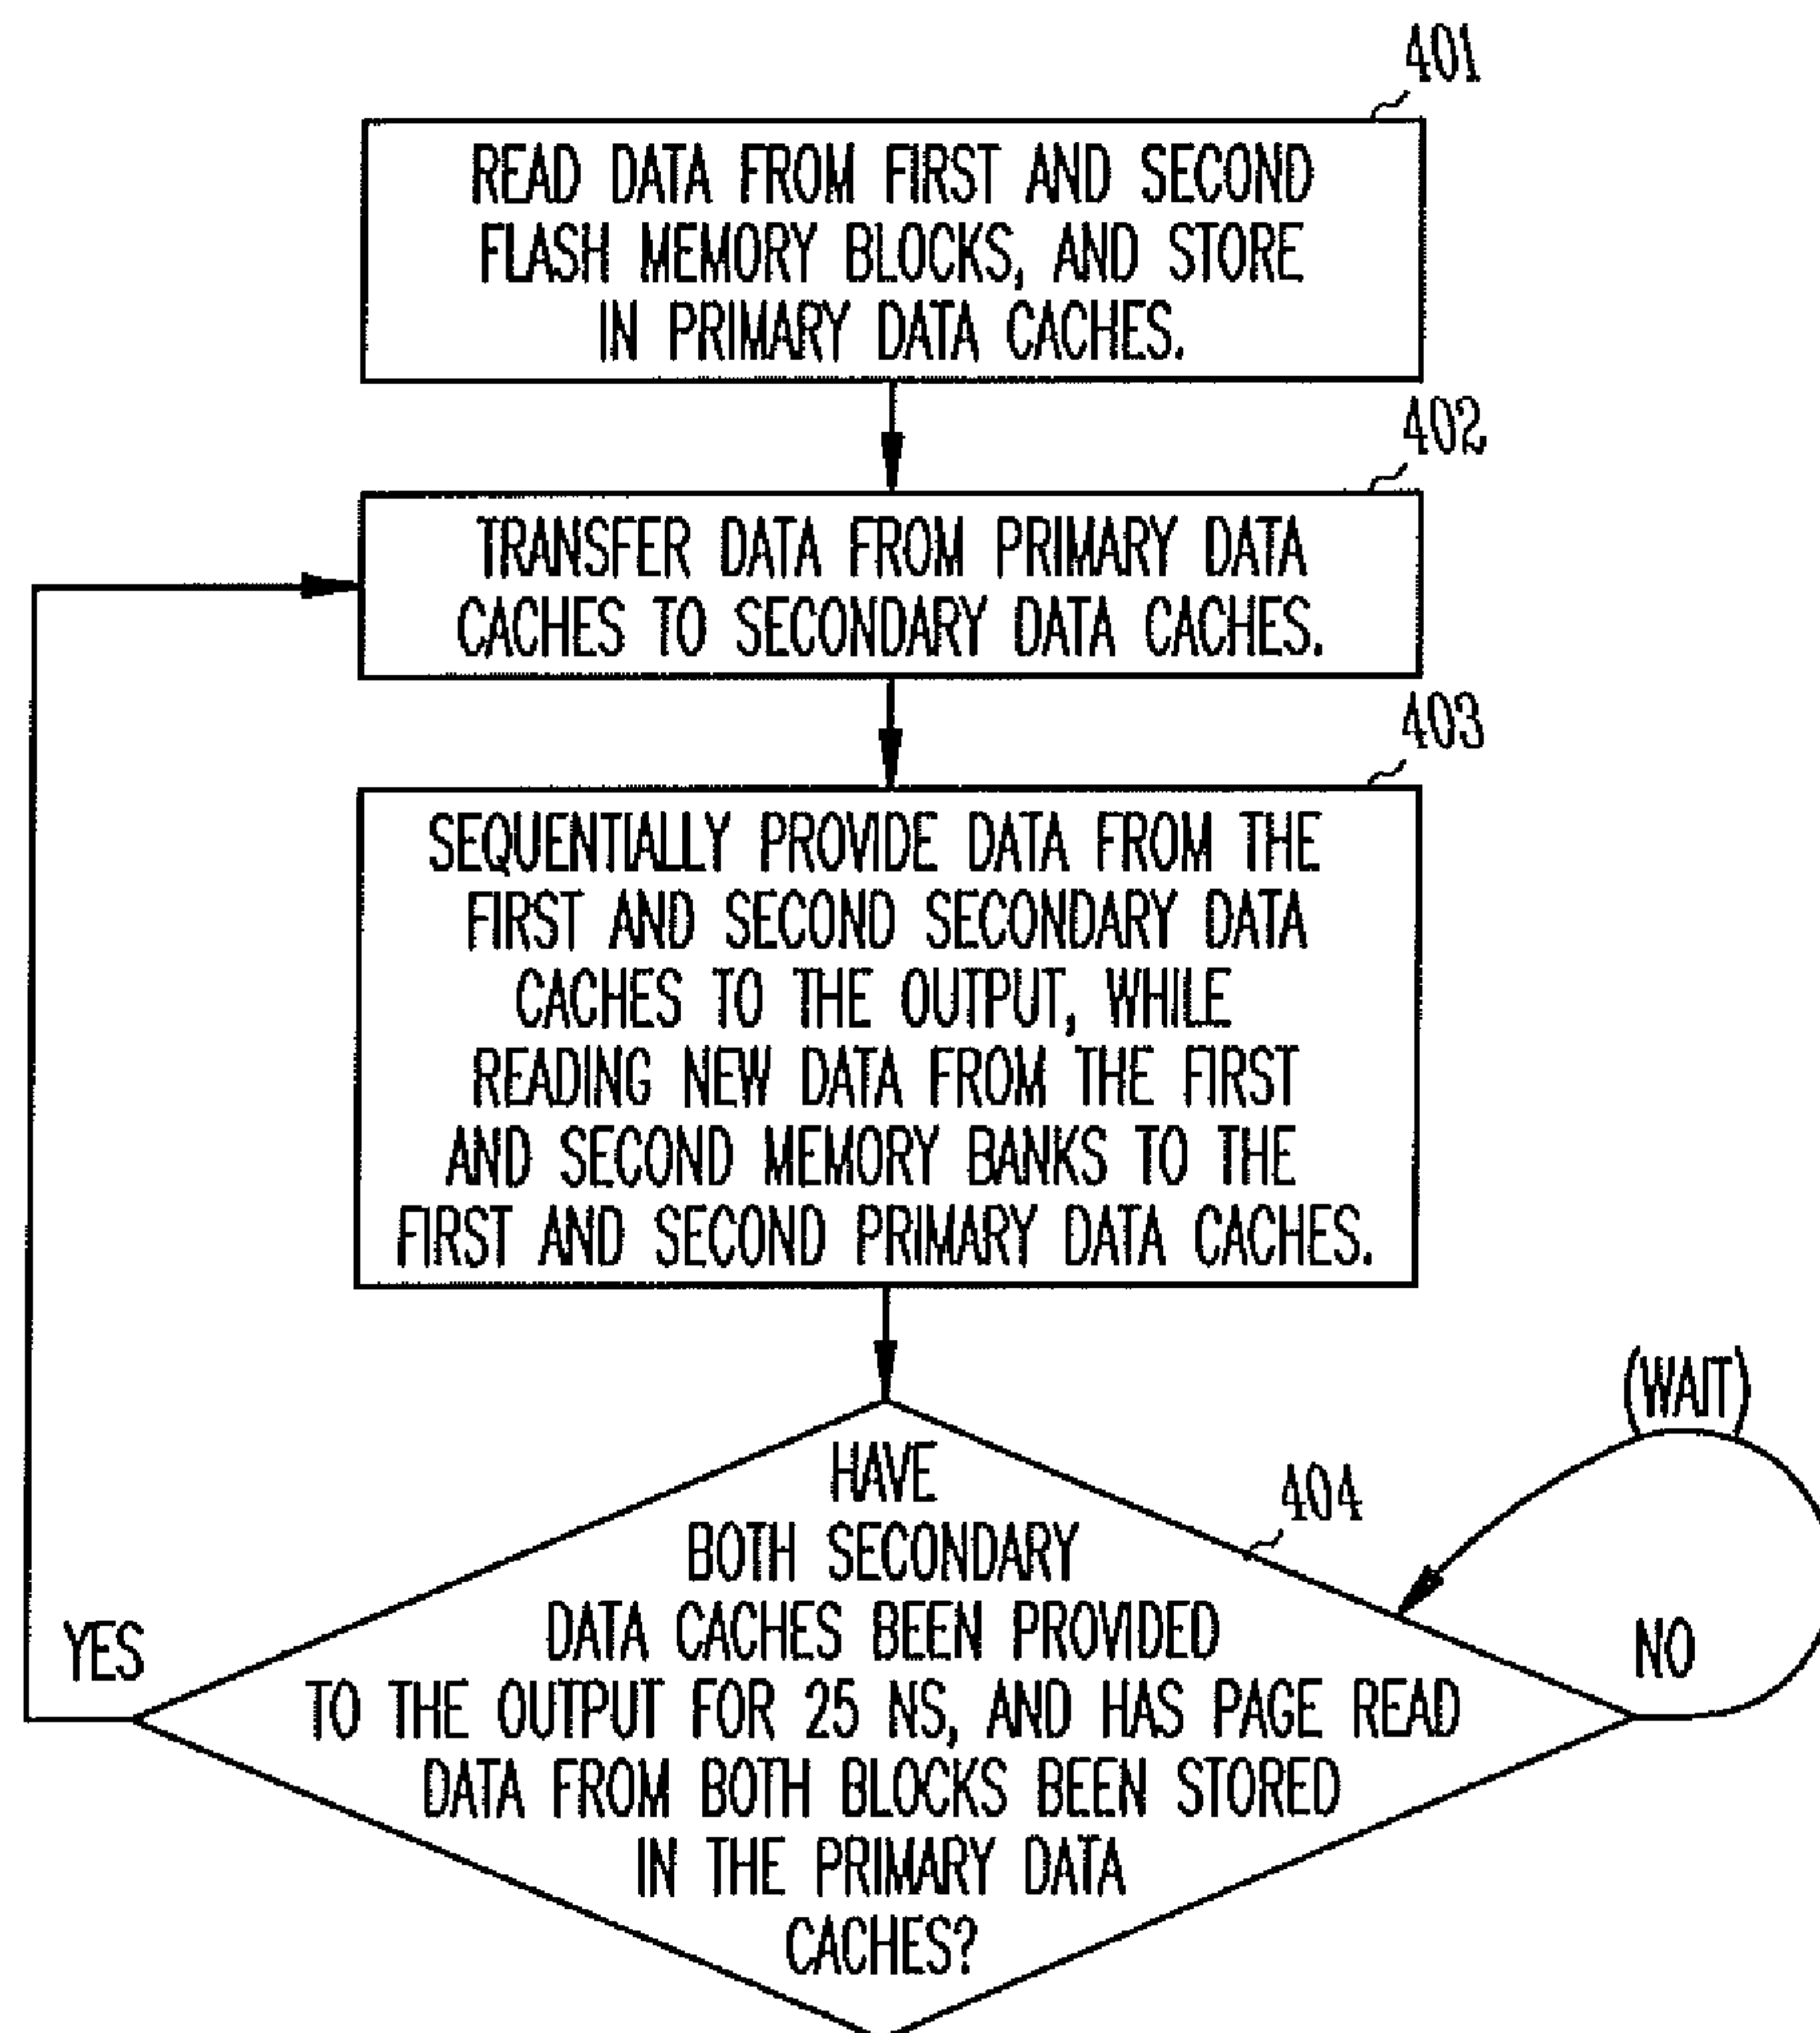 401
READ DATA FROM FIRST AND SECOND
FLASH MEMORY BLOCKS, AND STORE
IN PRIMARY DATA CACHES.
402
TRANSFER DATA FROM PRIMARY DATA
CACHES TO SECONDARY DATA CACHES.
403
SEQUENTIALLY PROVIDE DATA FROM THE
FIRST AND SECOND SECONDARY DATA
CACHES TO THE OUTPUT, WHILE
READING NEW DATA FROM THE FIRST
AND SECOND MEMORY BANKS TO THE
FIRST AND SECOND PRIMARY DATA CACHES.
(WAIT)
404
HAVE
BOTH SECONDARY
DATA CACHES BEEN PROVIDED
TO THE OUTPUT FOR 25 NS, AND HAS PAGE READ
DATA FROM BOTH BLOCKS BEEN STORED
IN THE PRIMARY DATA
CACHES?
YES
NO